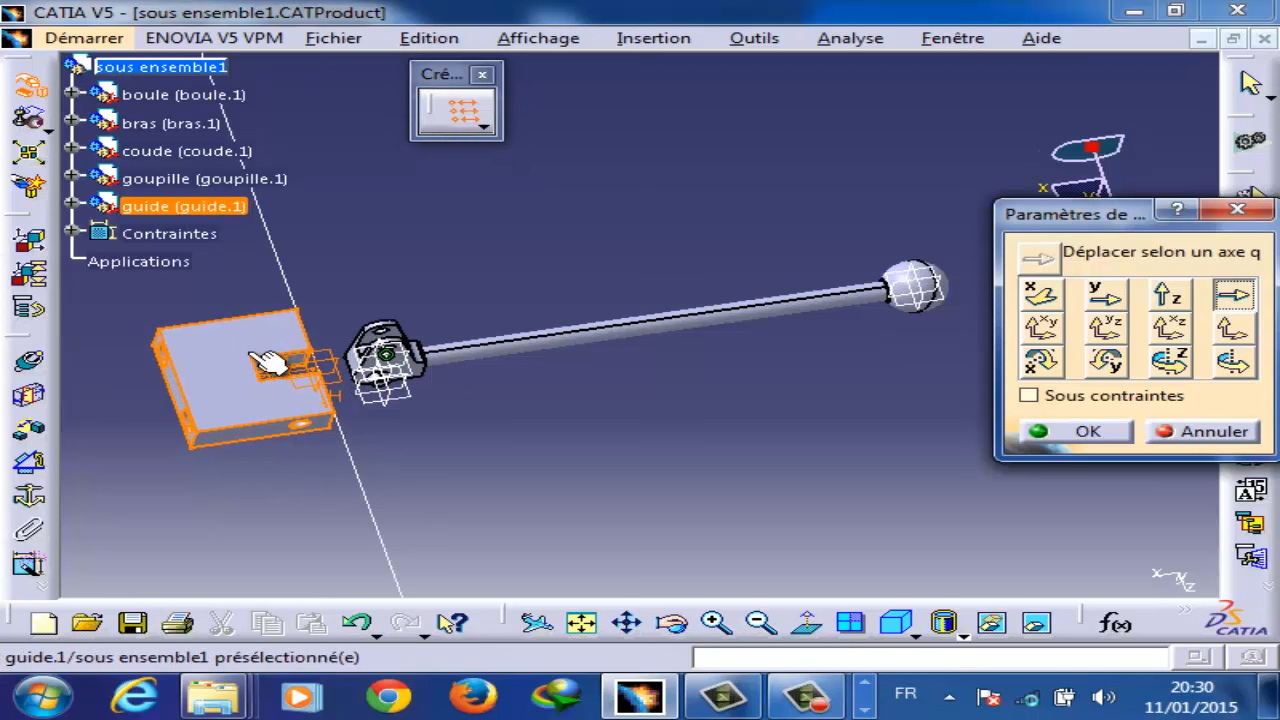 CATIA V5 - [sous ensemble1.CATProduct]
Démarrer ENOVIA V5 VPM Fichier Edition Affichage Insertion Outils Analyse Fenêtre Aide
sous ensemble1
boule (boule.1)
bras (bras.1)
coude (coude.1)
goupille (goupille.1)
guide (guide.1)
Contraintes
Applications
Cré...
Paramètres de ...
Déplacer selon un axe q
x y z
xy yz xz
x y z
Sous contraintes
OK Annuler
x
x y z
f(x)
CATIA
guide.1/sous ensemble1 présélectionné(e)
FR
20:30
11/01/2015